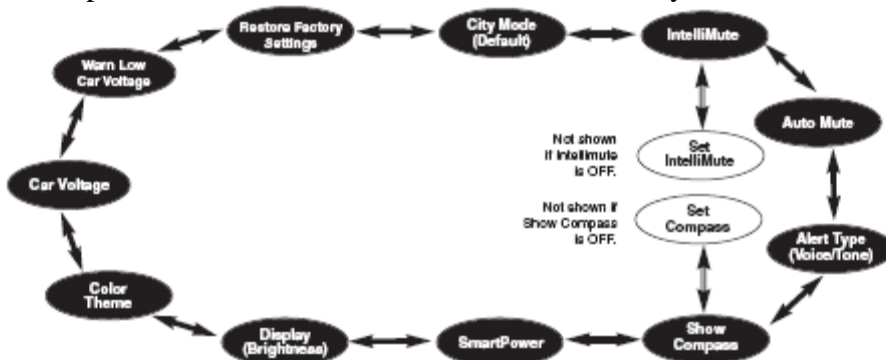 Restore Factory
Settings
City Mode
(Default)
IntelliMute
Warn Low
Car Voltage
Auto Mute
Not shown
if Intellimute
is OFF.
Set
IntelliMute
Car Voltage
Not shown if
Show Compass
is OFF.
Set
Compass
Alert Type
(Voice/Tone)
Color
Theme
Display
(Brightness)
SmartPower
Show
Compass